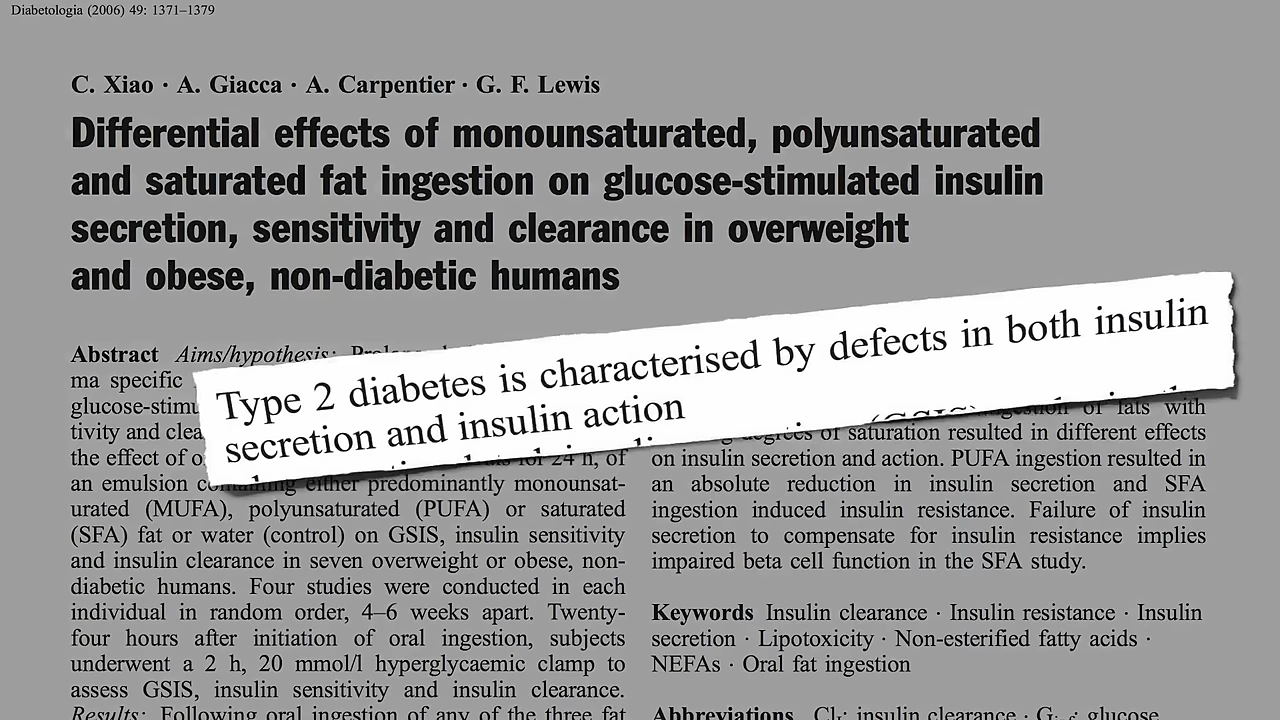 Diabetologia (2006) 49: 1371–1379
C. Xiao · A. Giacca · A. Carpentier · G. F. Lewis
Differential effects of monounsaturated, polyunsaturated
and saturated fat ingestion on glucose-stimulated insulin
secretion, sensitivity and clearance in overweight
and obese, non-diabetic humans
Type 2 diabetes is characterised by defects in both insulin
secretion and insulin action
Abstract Aims/hypothesis:
ma specific
glucose-stimu
tivity and clea
the effect of o
24 h, of
an emulsion containing either predominantly monounsat-
urated (MUFA), polyunsaturated (PUFA) or saturated
(SFA) fat or water (control) on GSIS, insulin sensitivity
and insulin clearance in seven overweight or obese, non-
diabetic humans. Four studies were conducted in each
individual in random order, 4–6 weeks apart. Twenty-
four hours after initiation of oral ingestion, subjects
underwent a 2 h, 20 mmol/l hyperglycaemic clamp to
assess GSIS, insulin sensitivity and insulin clearance.
Results: Following oral ingestion of any of the three fat
of fats with
degrees of saturation resulted in different effects
on insulin secretion and action. PUFA ingestion resulted in
an absolute reduction in insulin secretion and SFA
ingestion induced insulin resistance. Failure of insulin
secretion to compensate for insulin resistance implies
impaired beta cell function in the SFA study.
Keywords Insulin clearance · Insulin resistance · Insulin
secretion · Lipotoxicity · Non-esterified fatty acids ·
NEFAs · Oral fat ingestion
Abbreviations insulin clearance · glucose